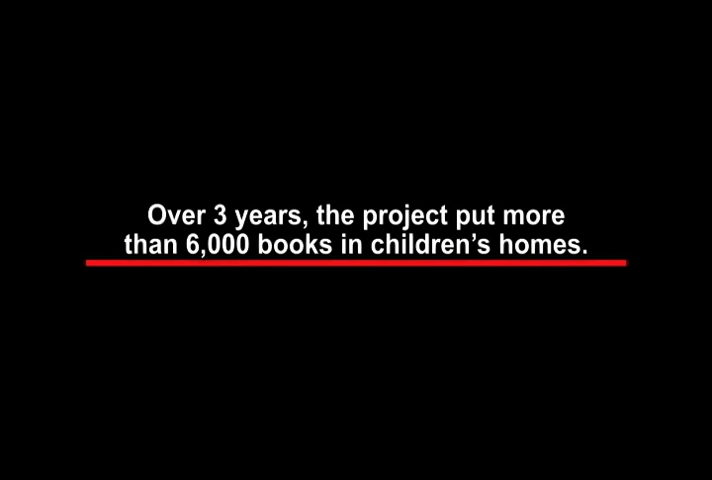 Over 3 years, the project put more
than 6,000 books in children’s homes.